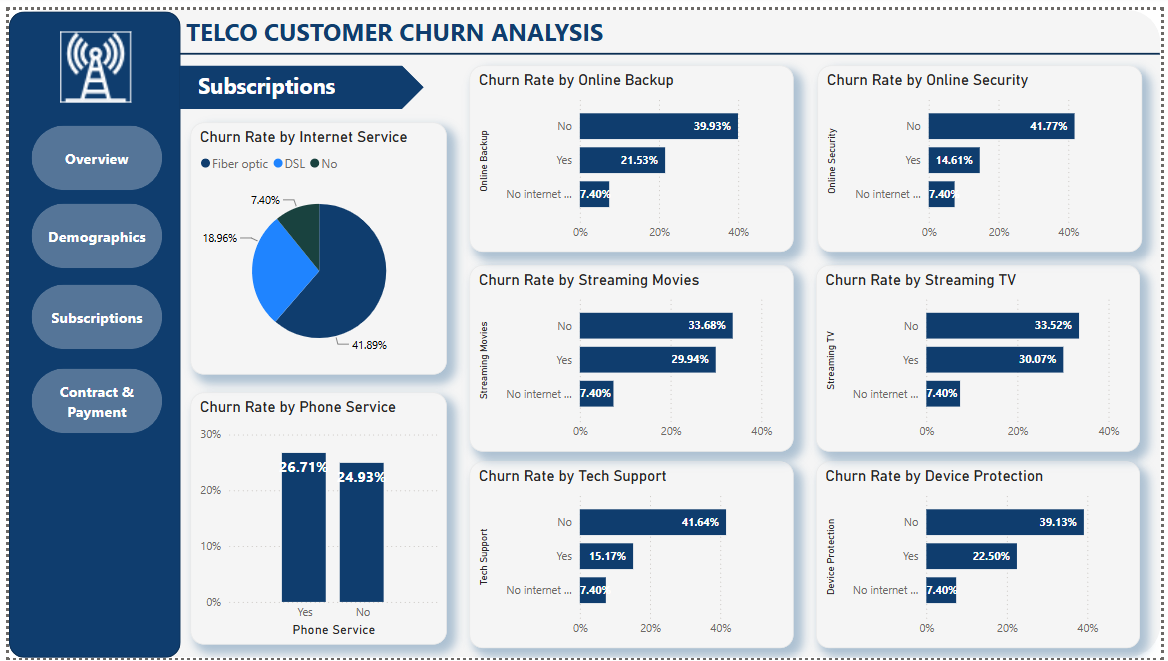 TELCO CUSTOMER CHURN ANALYSIS
Overview
Demographics
Subscriptions
Contract &
Payment
Subscriptions
Churn Rate by Internet Service
Fiber optic DSL No
7.40%
18.96%
41.89%
Churn Rate by Phone Service
30%
20%
10%
0%
26.71%
24.93%
Yes No
Phone Service
Churn Rate by Online Backup
Online Backup
No 39.93%
Yes 21.53%
No internet ... 7.40%
0% 20% 40%
Churn Rate by Online Security
Online Security
No 41.77%
Yes 14.61%
No internet ... 7.40%
0% 20% 40%
Churn Rate by Streaming Movies
Streaming Movies
No 33.68%
Yes 29.94%
No internet ... 7.40%
0% 20% 40%
Churn Rate by Streaming TV
Streaming TV
No 33.52%
Yes 30.07%
No internet ... 7.40%
0% 20% 40%
Churn Rate by Tech Support
Tech Support
No 41.64%
Yes 15.17%
No internet ... 7.40%
0% 20% 40%
Churn Rate by Device Protection
Device Protection
No 39.13%
Yes 22.50%
No internet ... 7.40%
0% 20% 40%